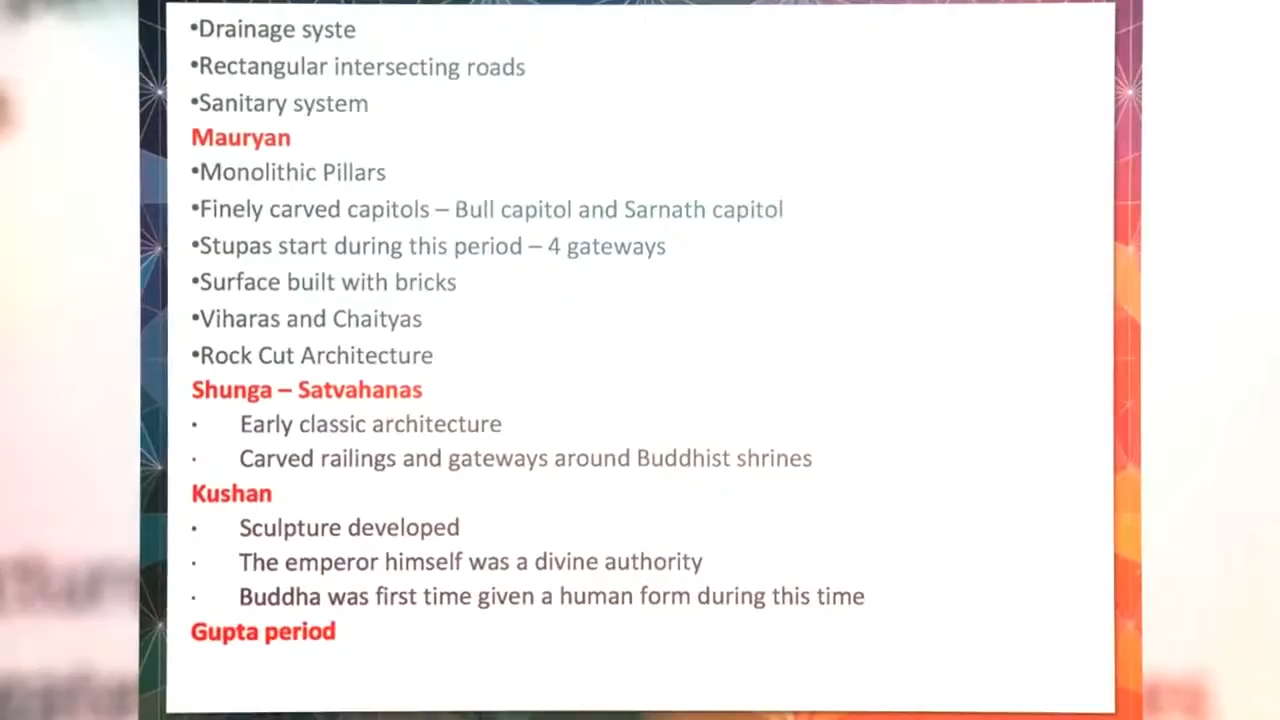 •Drainage syste
•Rectangular intersecting roads
•Sanitary system
Mauryan
•Monolithic Pillars
•Finely carved capitols – Bull capitol and Sarnath capitol
•Stupas start during this period – 4 gateways
•Surface built with bricks
•Viharas and Chaityas
•Rock Cut Architecture
Shunga – Satvahanas
· Early classic architecture
· Carved railings and gateways around Buddhist shrines
Kushan
· Sculpture developed
· The emperor himself was a divine authority
· Buddha was first time given a human form during this time
Gupta period